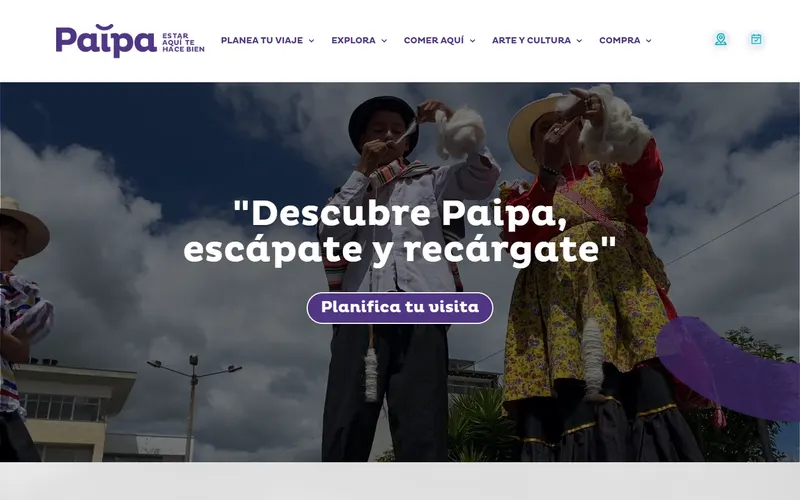 Paipa
ESTAR
AQUÍ TE
HACE BIEN
PLANEA TU VIAJE
EXPLORA
COMER AQUÍ
ARTE Y CULTURA
COMPRA
"Descubre Paipa,
escápate y recárgate"
Planifica tu visita